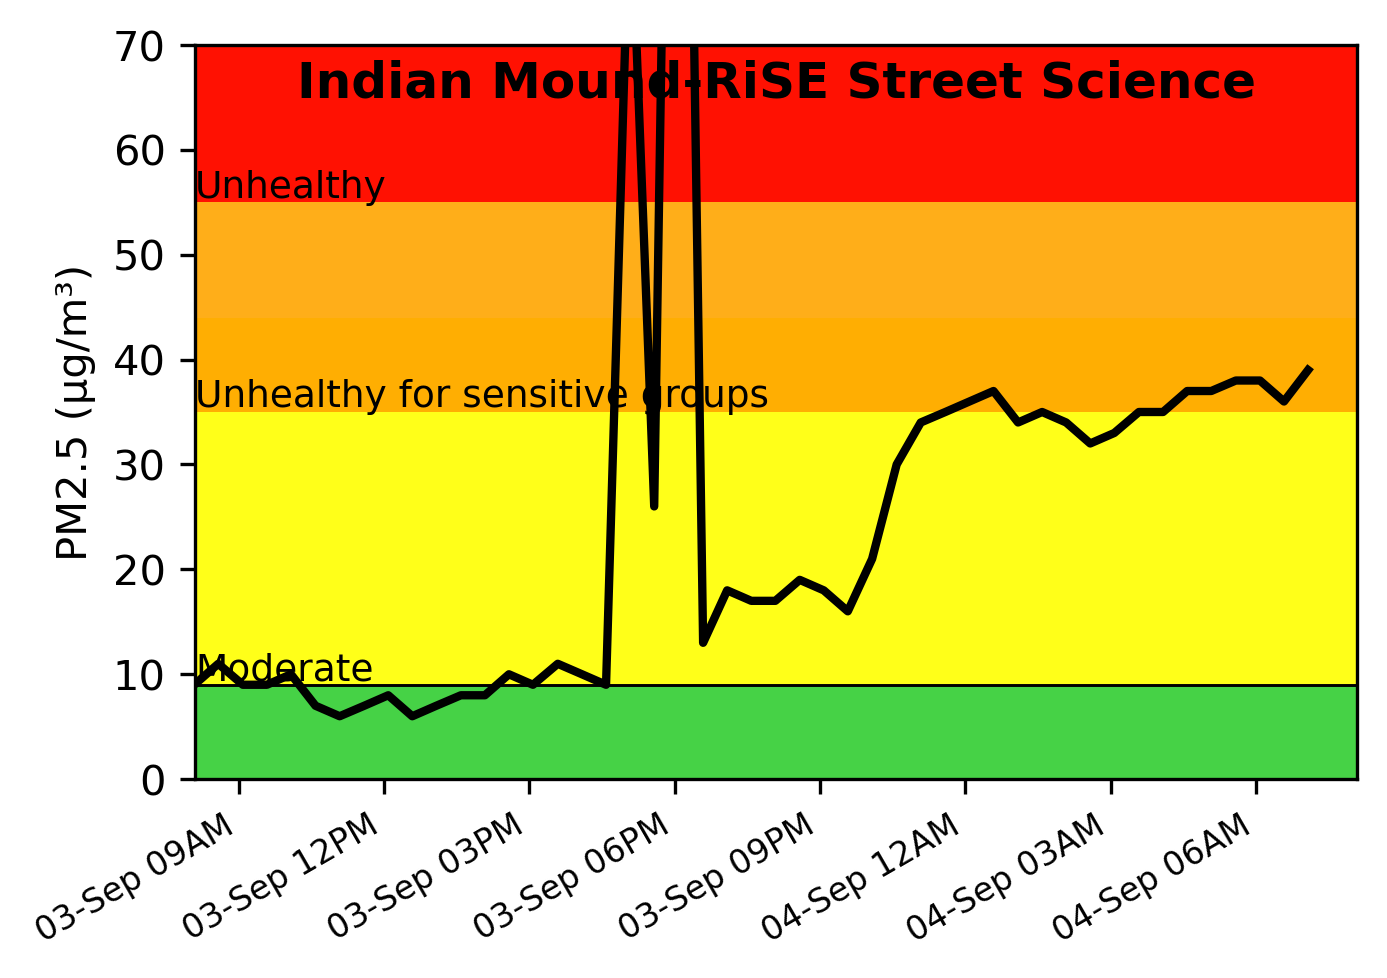 Indian Mound-RiSE Street Science
PM2.5 (µg/m³)
70
60
Unhealthy
50
40
Unhealthy for sensitive groups
30
20
10
Moderate
0
03-Sep 09AM
03-Sep 12PM
03-Sep 03PM
03-Sep 06PM
03-Sep 09PM
04-Sep 12AM
04-Sep 03AM
04-Sep 06AM